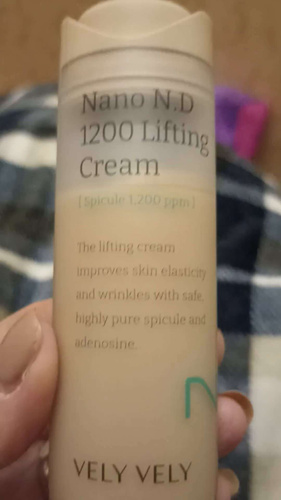 Nano N.D
1200 Lifting
Cream
[ Spicule 1,200 ppm ]
The lifting cream
improves skin elasticity
and wrinkles with safe,
highly pure spicule and
adenosine.
N
VELY VELY